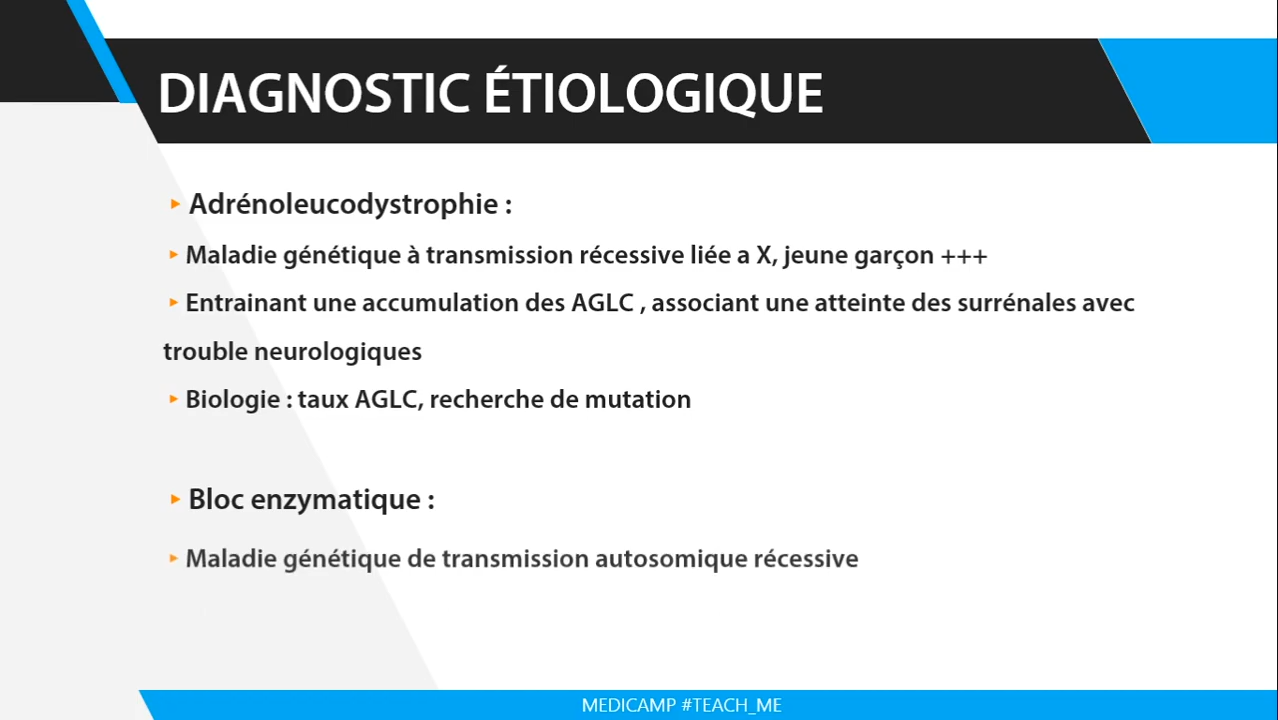 DIAGNOSTIC ÉTIOLOGIQUE
Adrénoleucodystrophie :
Maladie génétique à transmission récessive liée a X, jeune garçon +++
Entrainant une accumulation des AGLC , associant une atteinte des surrénales avec
trouble neurologiques
Biologie : taux AGLC, recherche de mutation
Bloc enzymatique :
Maladie génétique de transmission autosomique récessive
MEDICAMP #TEACH_ME